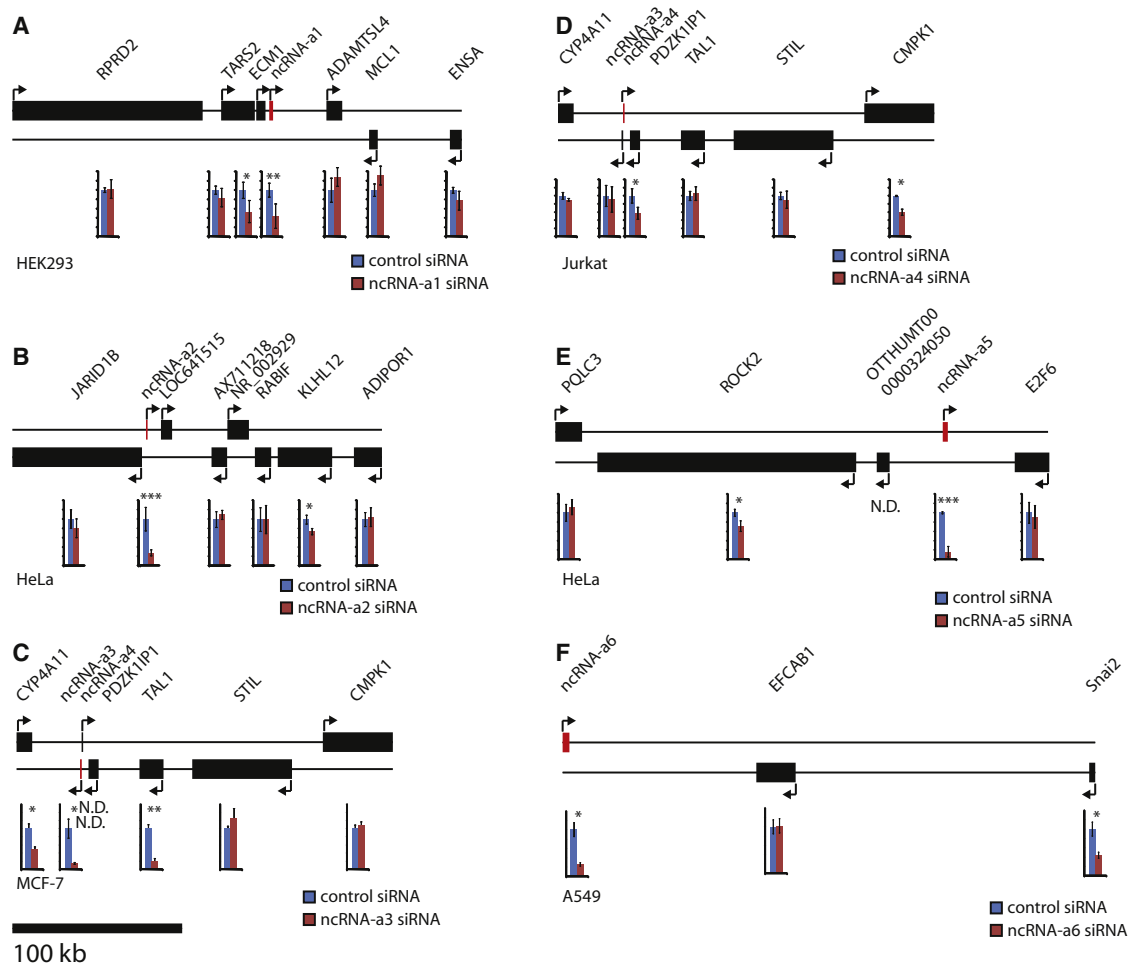 A
RPRD2
TARS2
ECM1
ncRNA-a1
ADAMTSL4
MCL1
ENSA
* **
HEK293
control siRNA
ncRNA-a1 siRNA
B
JARID1B
ncRNA-a2
LOC641515
AX711218
NR_002929
RABIF
KLHL12
ADIPOR1
*** *
HeLa
control siRNA
ncRNA-a2 siRNA
C
CYP4A11
ncRNA-a3
ncRNA-a4
PDZK1IP1
TAL1
STIL
CMPK1
* * N.D. **
N.D.
MCF-7
control siRNA
ncRNA-a3 siRNA
100 kb
D
CYP4A11
ncRNA-a3
ncRNA-a4
PDZK1IP1
TAL1
STIL
CMPK1
* *
Jurkat
control siRNA
ncRNA-a4 siRNA
E
PQLC3
ROCK2
OTTHUMT00
0000324050
ncRNA-a5
E2F6
N.D.
* ***
HeLa
control siRNA
ncRNA-a5 siRNA
F
ncRNA-a6
EFCAB1
Snai2
* *
A549
control siRNA
ncRNA-a6 siRNA